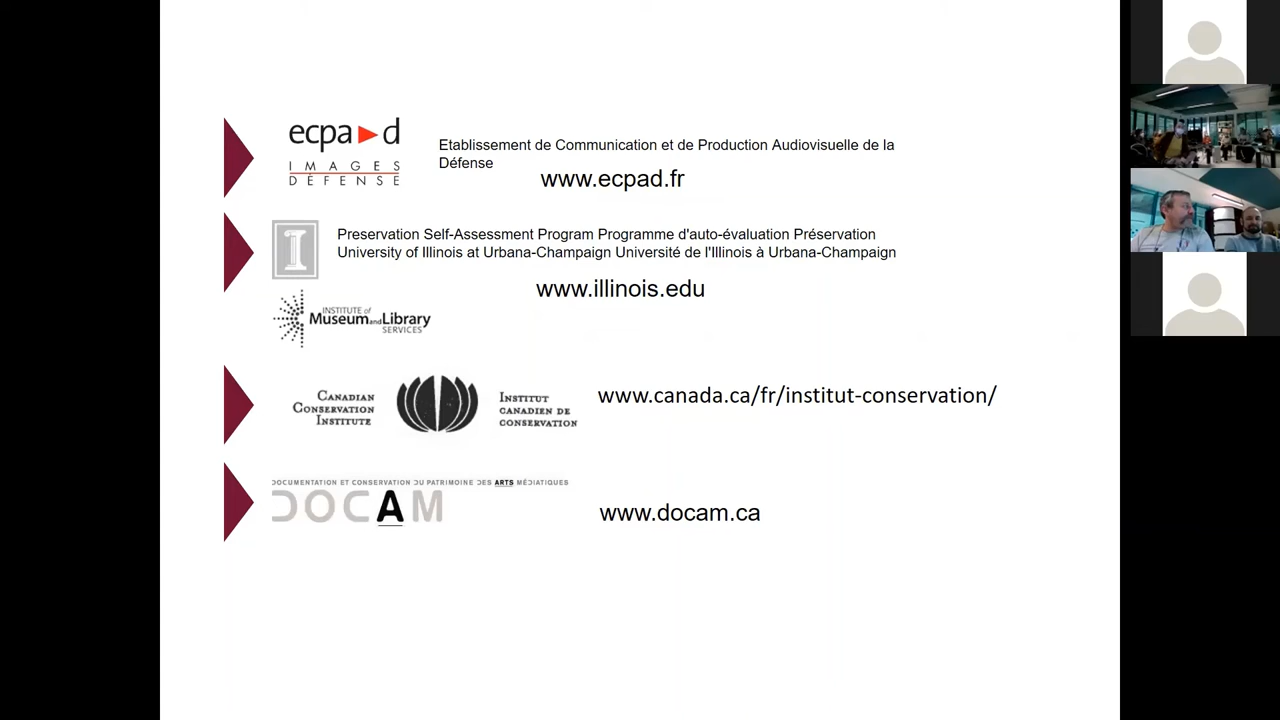 ecpad
IMAGES
DÉFENSE
Etablissement de Communication et de Production Audiovisuelle de la
Défense
www.ecpad.fr
Preservation Self-Assessment Program Programme d'auto-évaluation Préservation
University of Illinois at Urbana-Champaign Université de l'Illinois à Urbana-Champaign
www.illinois.edu
INSTITUTE of
Museum and Library
SERVICES
CANADIAN
CONSERVATION
INSTITUTE
INSTITUT
CANADIEN DE
CONSERVATION
www.canada.ca/fr/institut-conservation/
DOCUMENTATION ET CONSERVATION DU PATRIMOINE DES ARTS MÉDIATIQUES
DOCAM
www.docam.ca